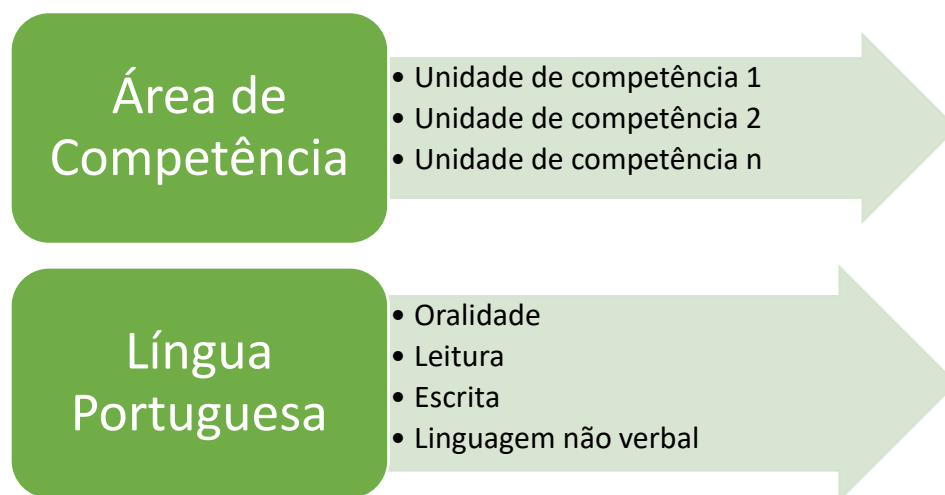 Área de
Competência
• Unidade de competência 1
• Unidade de competência 2
• Unidade de competência n
Língua
Portuguesa
• Oralidade
• Leitura
• Escrita
• Linguagem não verbal